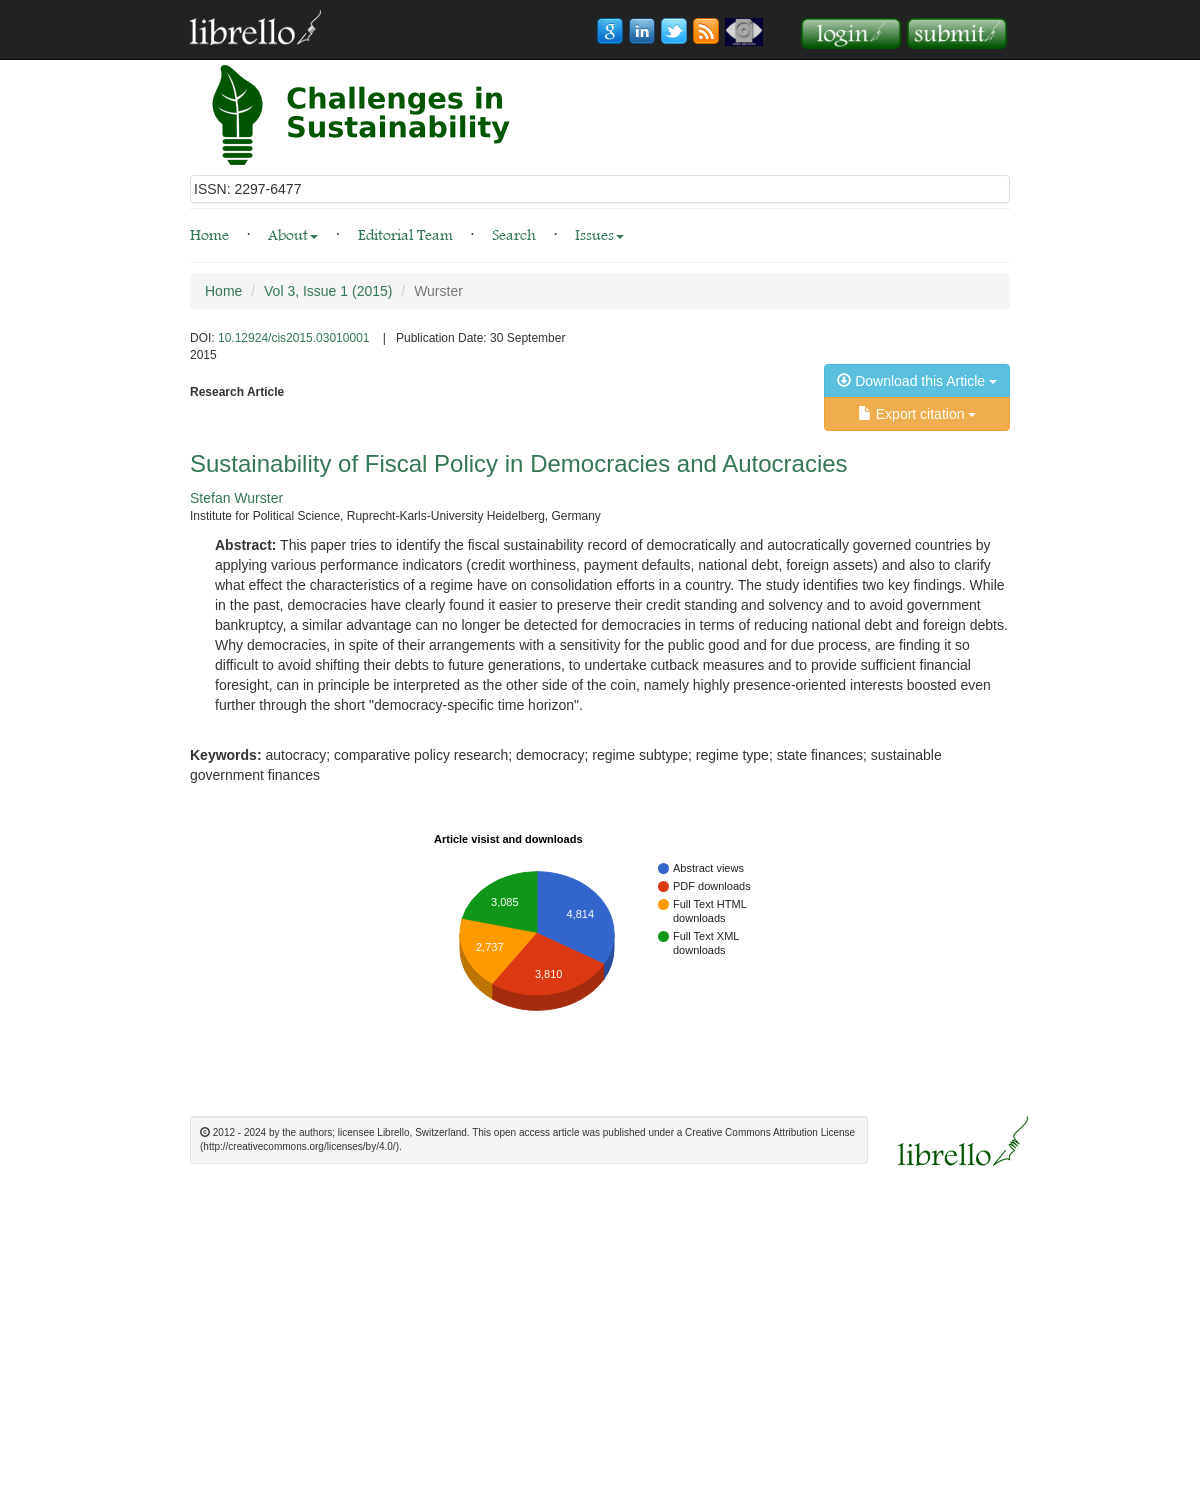 librello
login
submit
Challenges in
Sustainability
ISSN: 2297-6477
Home · About · Editorial Team · Search · Issues
Home / Vol 3, Issue 1 (2015) / Wurster
DOI: 10.12924/cis2015.03010001 | Publication Date: 30 September
2015
Research Article
Download this Article
Export citation
Sustainability of Fiscal Policy in Democracies and Autocracies
Stefan Wurster
Institute for Political Science, Ruprecht-Karls-University Heidelberg, Germany
Abstract: This paper tries to identify the fiscal sustainability record of democratically and autocratically governed countries by
applying various performance indicators (credit worthiness, payment defaults, national debt, foreign assets) and also to clarify
what effect the characteristics of a regime have on consolidation efforts in a country. The study identifies two key findings. While
in the past, democracies have clearly found it easier to preserve their credit standing and solvency and to avoid government
bankruptcy, a similar advantage can no longer be detected for democracies in terms of reducing national debt and foreign debts.
Why democracies, in spite of their arrangements with a sensitivity for the public good and for due process, are finding it so
difficult to avoid shifting their debts to future generations, to undertake cutback measures and to provide sufficient financial
foresight, can in principle be interpreted as the other side of the coin, namely highly presence-oriented interests boosted even
further through the short "democracy-specific time horizon".
Keywords: autocracy; comparative policy research; democracy; regime subtype; regime type; state finances; sustainable
government finances
Article visist and downloads
4,814
3,810
2,737
3,085
Abstract views
PDF downloads
Full Text HTML
downloads
Full Text XML
downloads
© 2012 - 2024 by the authors; licensee Librello, Switzerland. This open access article was published under a Creative Commons Attribution License
(http://creativecommons.org/licenses/by/4.0/).
librello